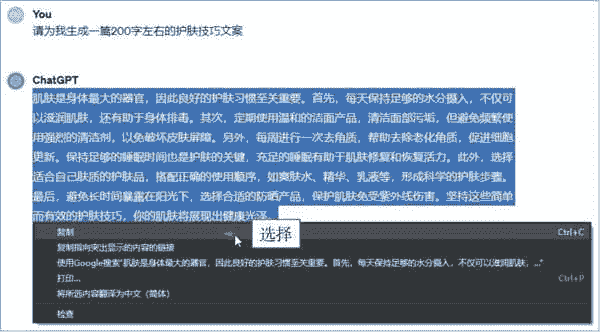 You
请为我生成一篇200字左右的护肤技巧文案
ChatGPT
肌肤是身体最大的器官，因此良好的护肤习惯至关重要。首先，每天保持足够的水分摄入，不仅可
以滋润肌肤，还有助于身体排毒。其次，定期使用温和的洁面产品，清洁面部污垢，但避免频繁使
用强烈的清洁剂，以免破坏皮肤屏障。另外，每周进行一次去角质，帮助去除老化角质，促进细胞
更新。保持足够的睡眠时间也是护肤的关键，充足的睡眠有助于肌肤修复和恢复活力。此外，选择
适合自己肤质的护肤品，搭配正确的使用顺序，如爽肤水、精华、乳液等，形成科学的护肤步骤。
最后，避免长时间暴露在阳光下，选择合适的防晒产品，保护肌肤免受紫外线伤害。坚持这些简单
而有效的护肤技巧，你的肌肤将展现出健康光泽。
复制 Ctrl+C
选择
复制指向突出显示的内容的链接
使用Google搜索“肌肤是身体最大的器官，因此良好的护肤习惯至关重要。首先，每天保持足够的水分摄入，不仅可以滋润肌肤，...”
打印... Ctrl+P
将所选内容翻译为中文（简体）
检查